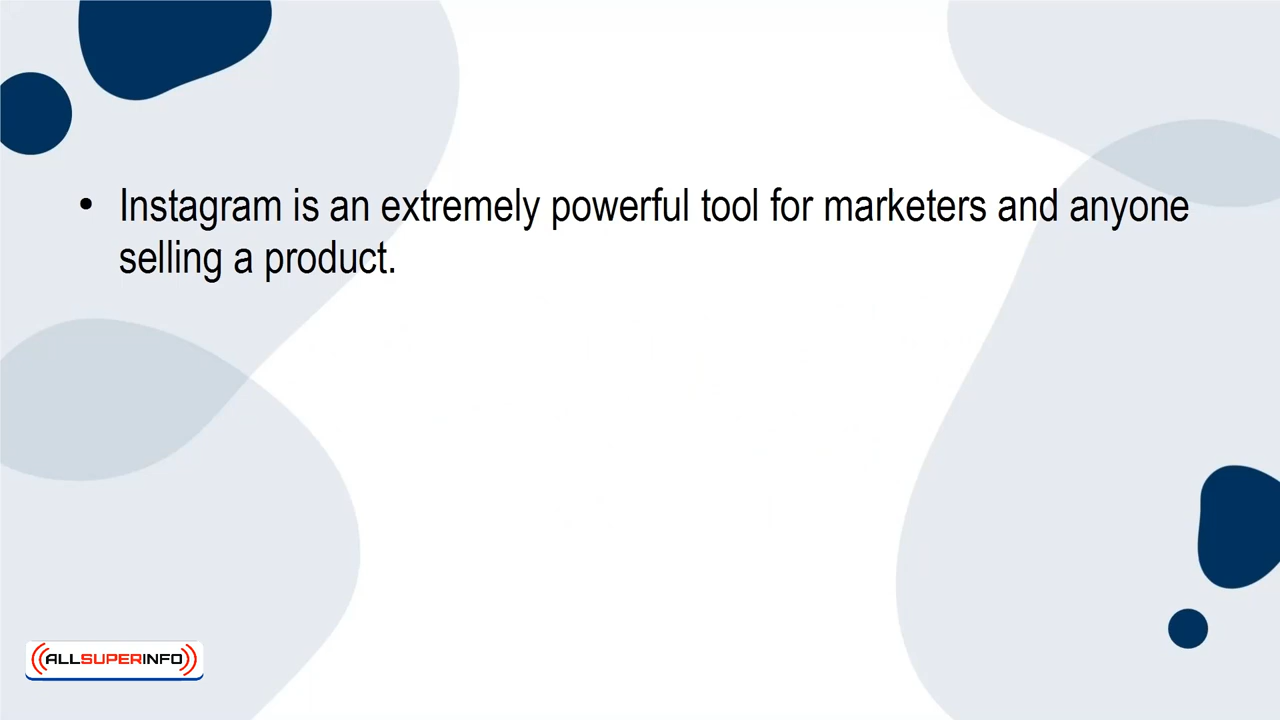 • Instagram is an extremely powerful tool for marketers and anyone
selling a product.
ALLSUPERINFO